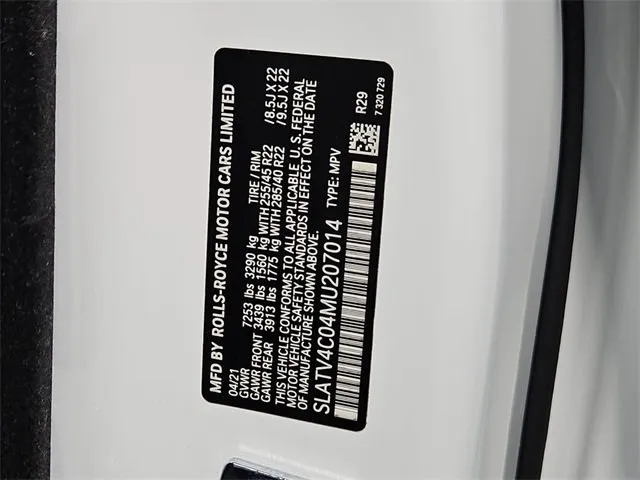 MFD BY ROLLS-ROYCE MOTOR CARS LIMITED
04/21
GVWR 7253 lbs 3290 kg TIRE / RIM
GAWR FRONT 3439 lbs 1560 kg WITH 255/45 R22 /8.5J X 22
GAWR REAR 3913 lbs 1775 kg WITH 285/40 R22 /9.5J X 22
THIS VEHICLE CONFORMS TO ALL APPLICABLE U. S. FEDERAL
MOTOR VEHICLE SAFETY STANDARDS IN EFFECT ON THE DATE
OF MANUFACTURE SHOWN ABOVE.
SLATV4C04MU207014 TYPE: MPV
R29
7 320 729